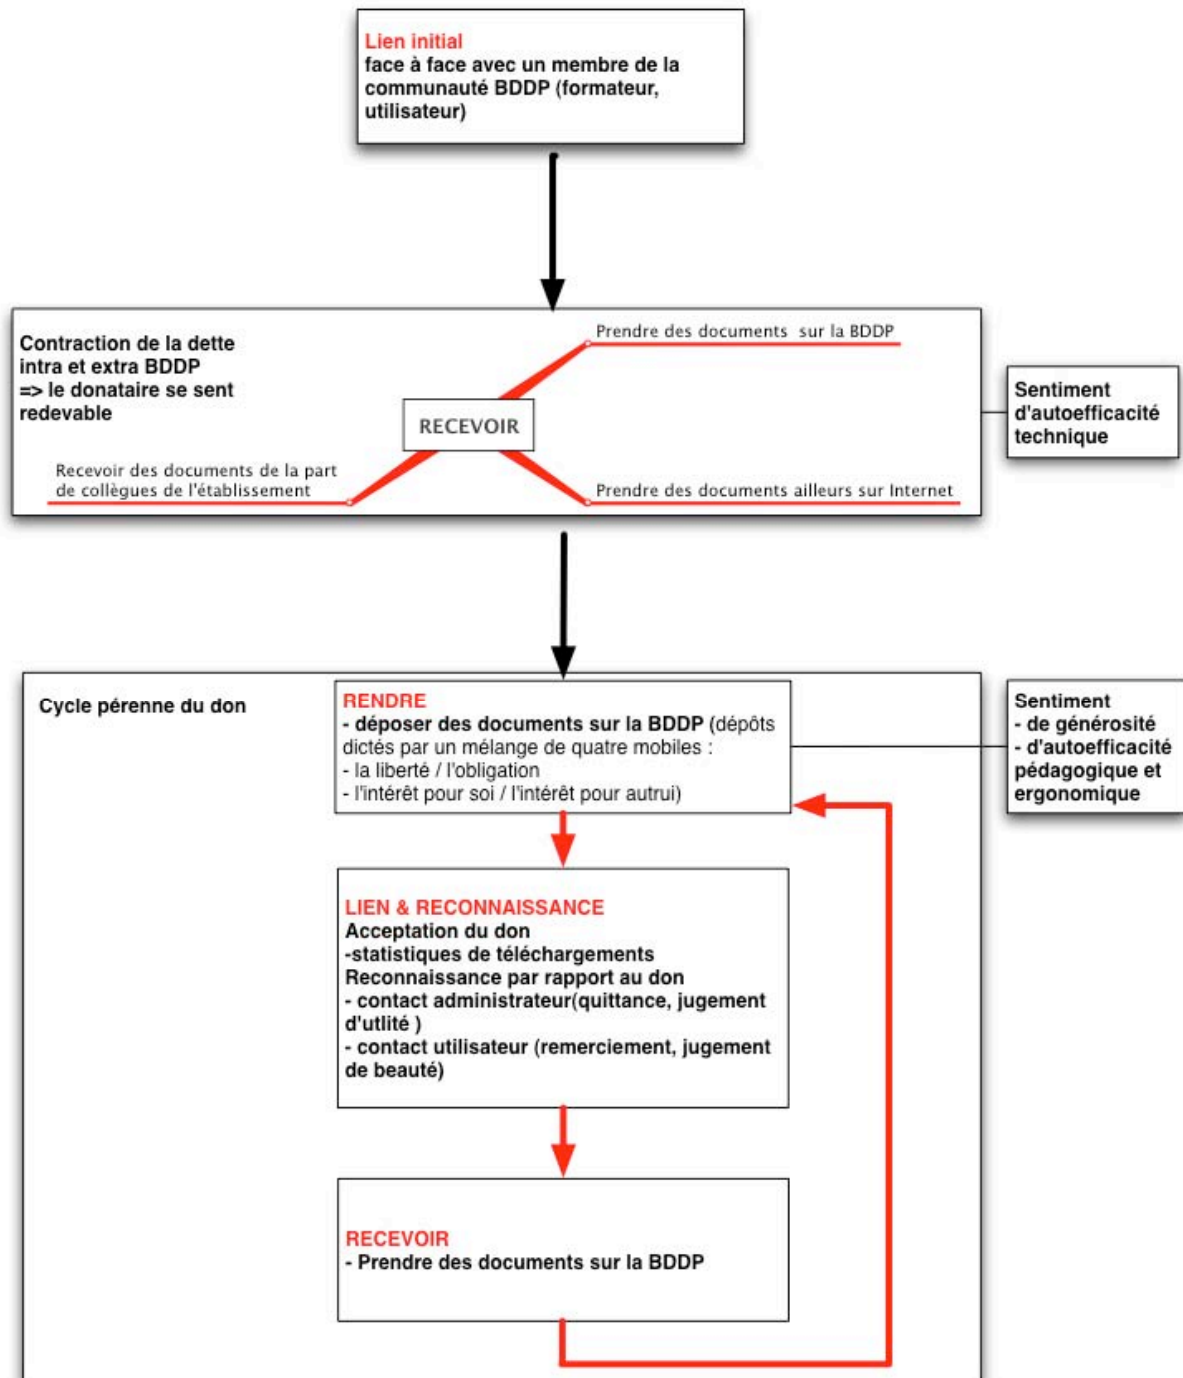 Lien initial
face à face avec un membre de la
communauté BDDP (formateur,
utilisateur)
Contraction de la dette
intra et extra BDDP
=> le donataire se sent
redevable
Prendre des documents sur la BDDP
RECEVOIR
Recevoir des documents de la part
de collègues de l'établissement
Prendre des documents ailleurs sur Internet
Sentiment
d'autoefficacité
technique
Cycle pérenne du don
RENDRE
- déposer des documents sur la BDDP (dépôts
dictés par un mélange de quatre mobiles :
- la liberté / l'obligation
- l'intérêt pour soi / l'intérêt pour autrui)
Sentiment
- de générosité
- d'autoefficacité
pédagogique et
ergonomique
LIEN & RECONNAISSANCE
Acceptation du don
-statistiques de téléchargements
Reconnaissance par rapport au don
- contact administrateur(quittance, jugement
d'utlité )
- contact utilisateur (remerciement, jugement
de beauté)
RECEVOIR
- Prendre des documents sur la BDDP